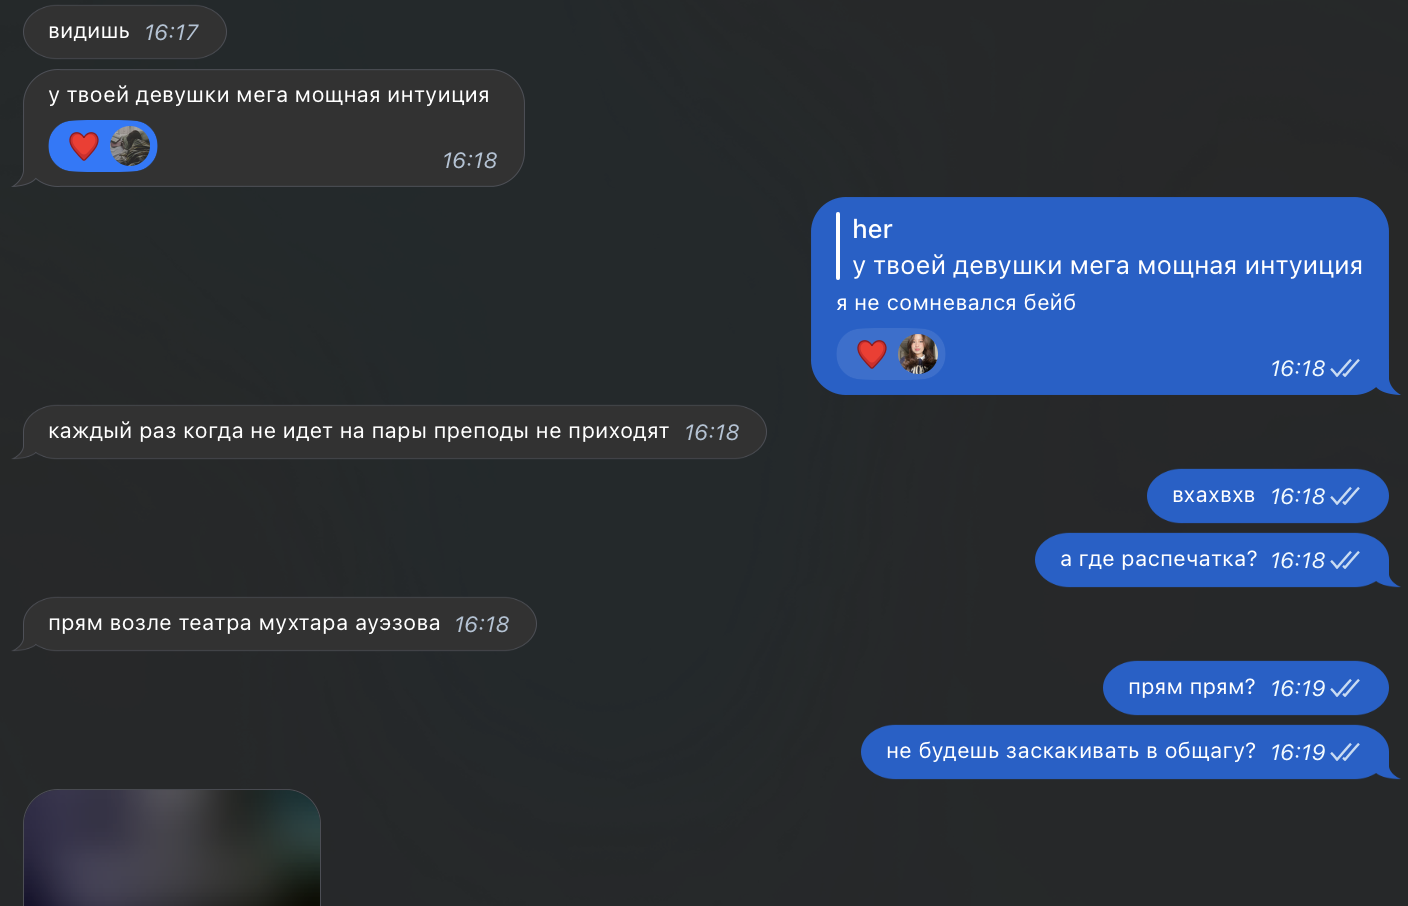 видишь 16:17
у твоей девушки мега мощная интуиция
16:18
her
у твоей девушки мега мощная интуиция
я не сомневался бейб
16:18
каждый раз когда не идет на пары преподы не приходят 16:18
вхахвхв 16:18
а где распечатка? 16:18
прям возле театра мухтара ауэзова 16:18
прям прям? 16:19
не будешь заскакивать в общагу? 16:19